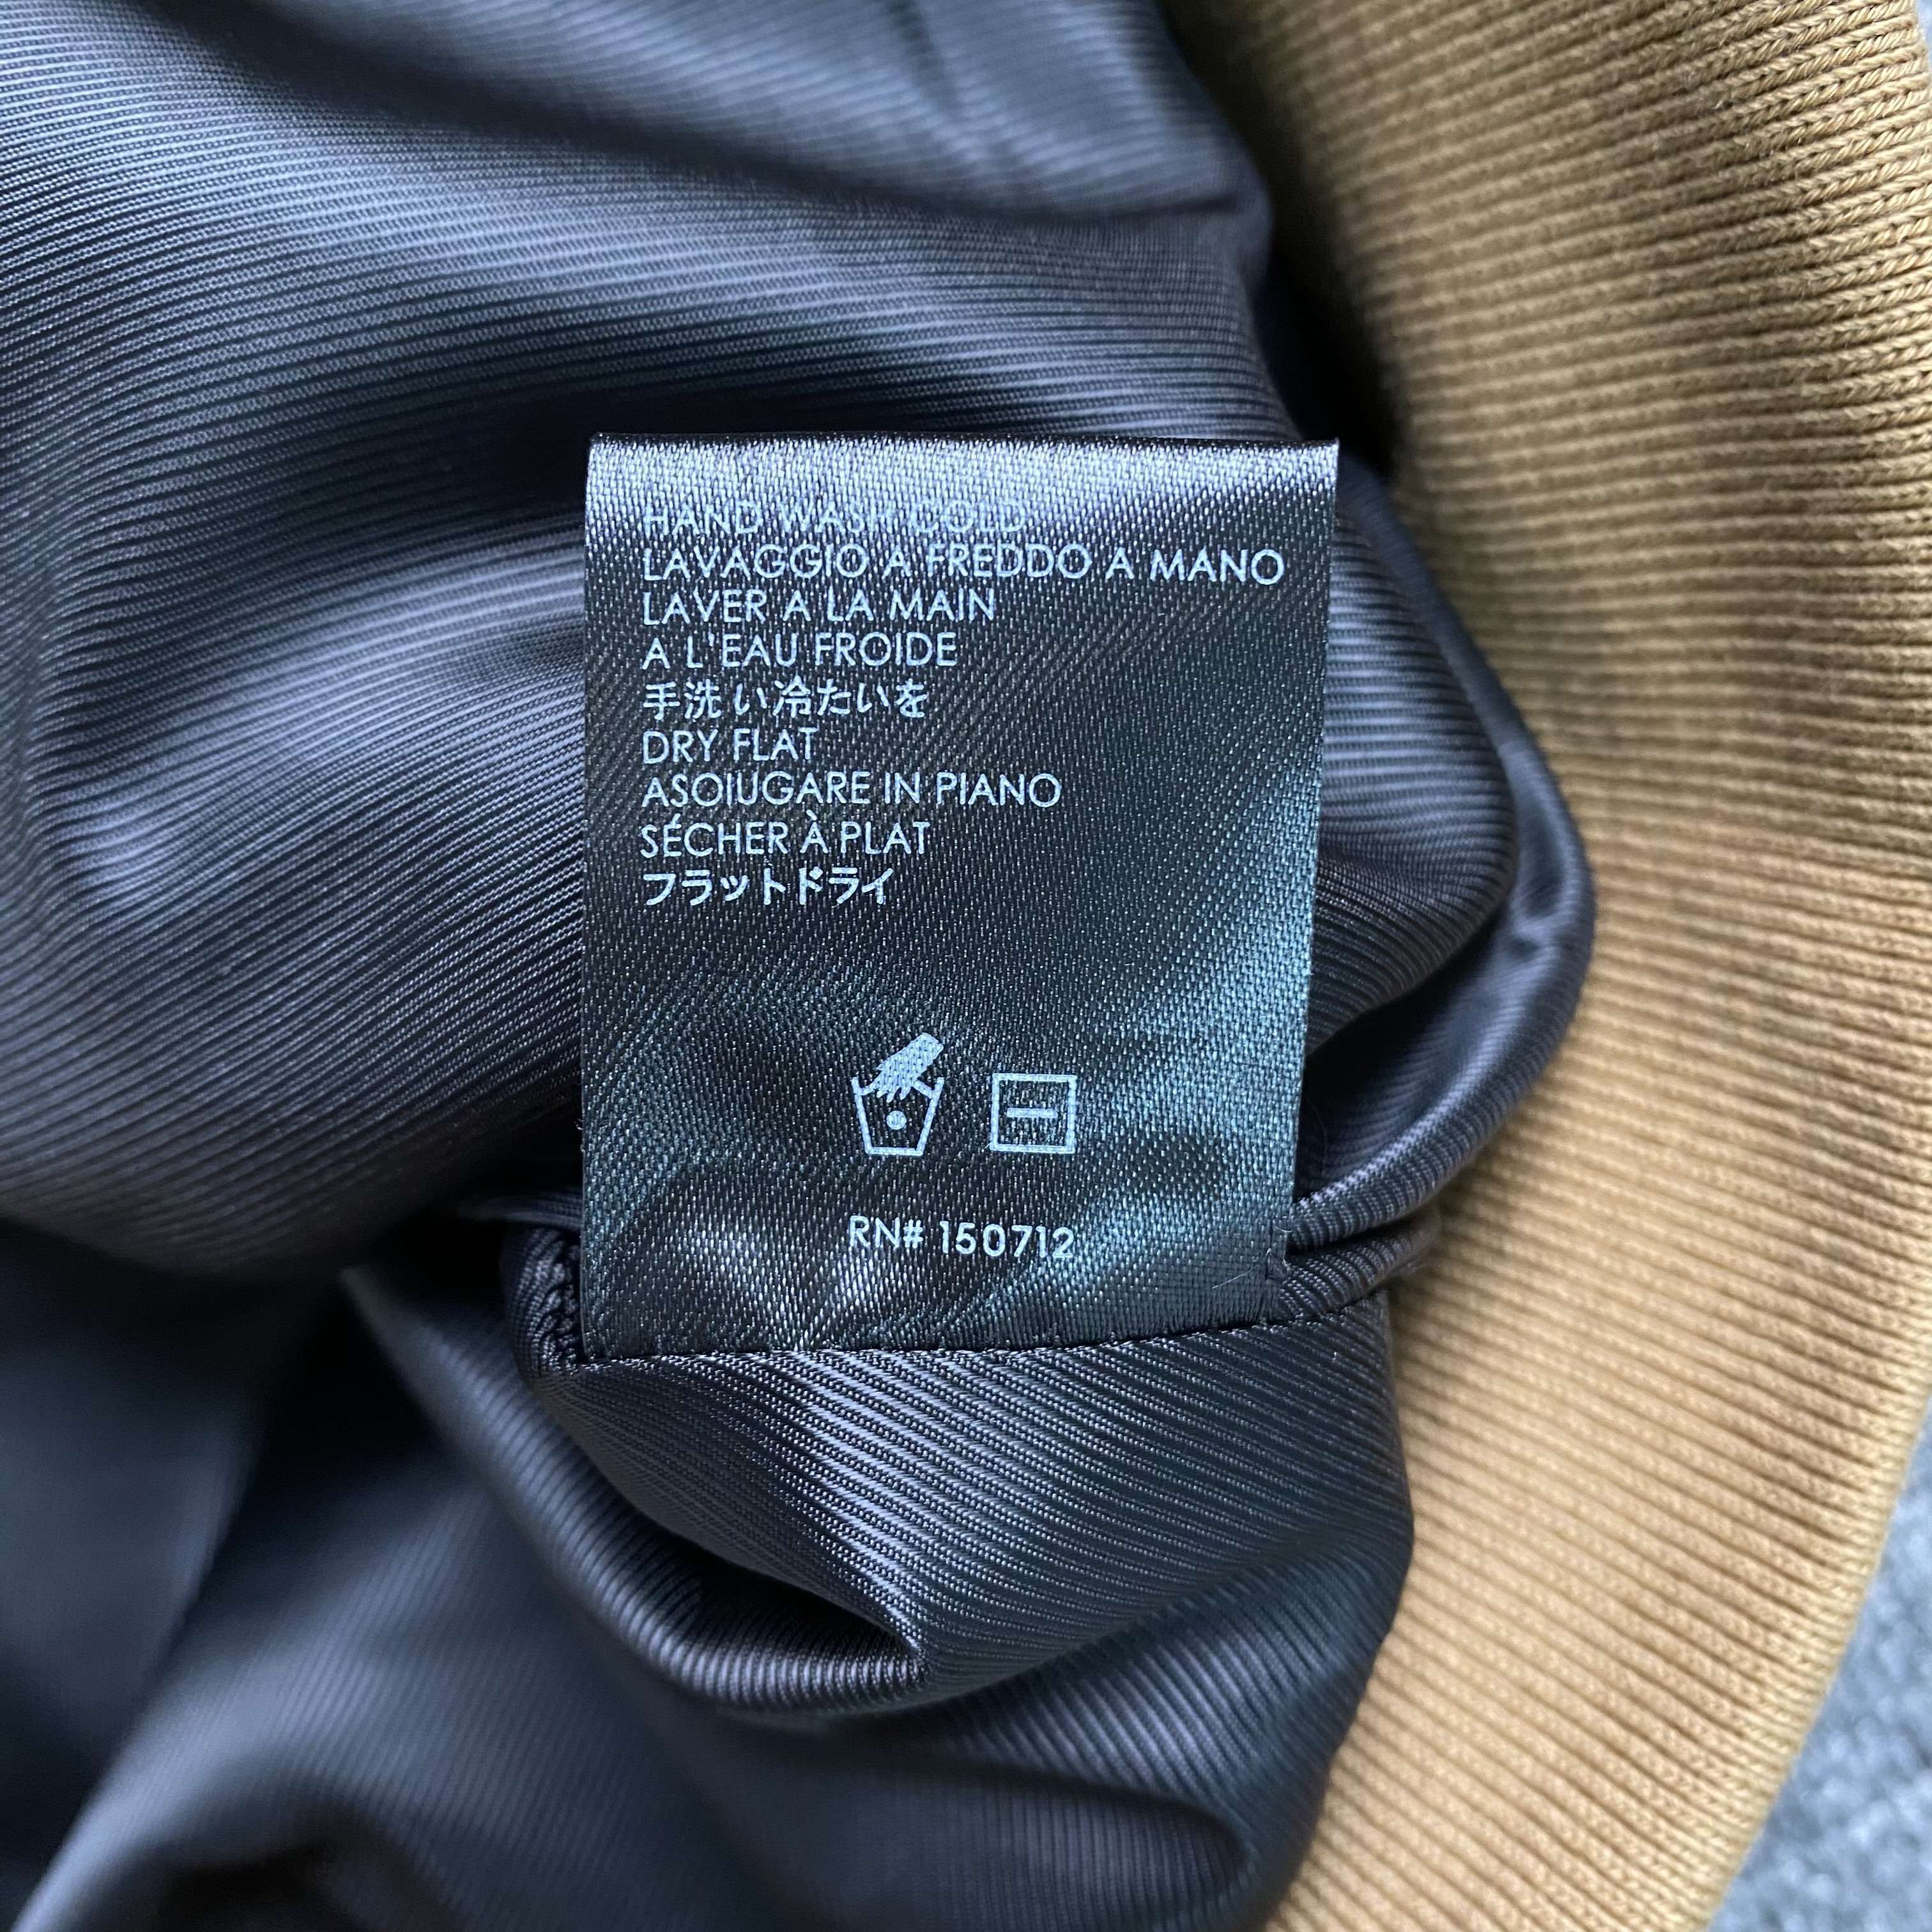 HAND WASH COLD
LAVAGGIO A FREDDO A MANO
LAVER A LA MAIN
A L'EAU FROIDE
手洗い冷たいを
DRY FLAT
ASOIUGARE IN PIANO
SÉCHER À PLAT
フラットドライ
RN# 150712